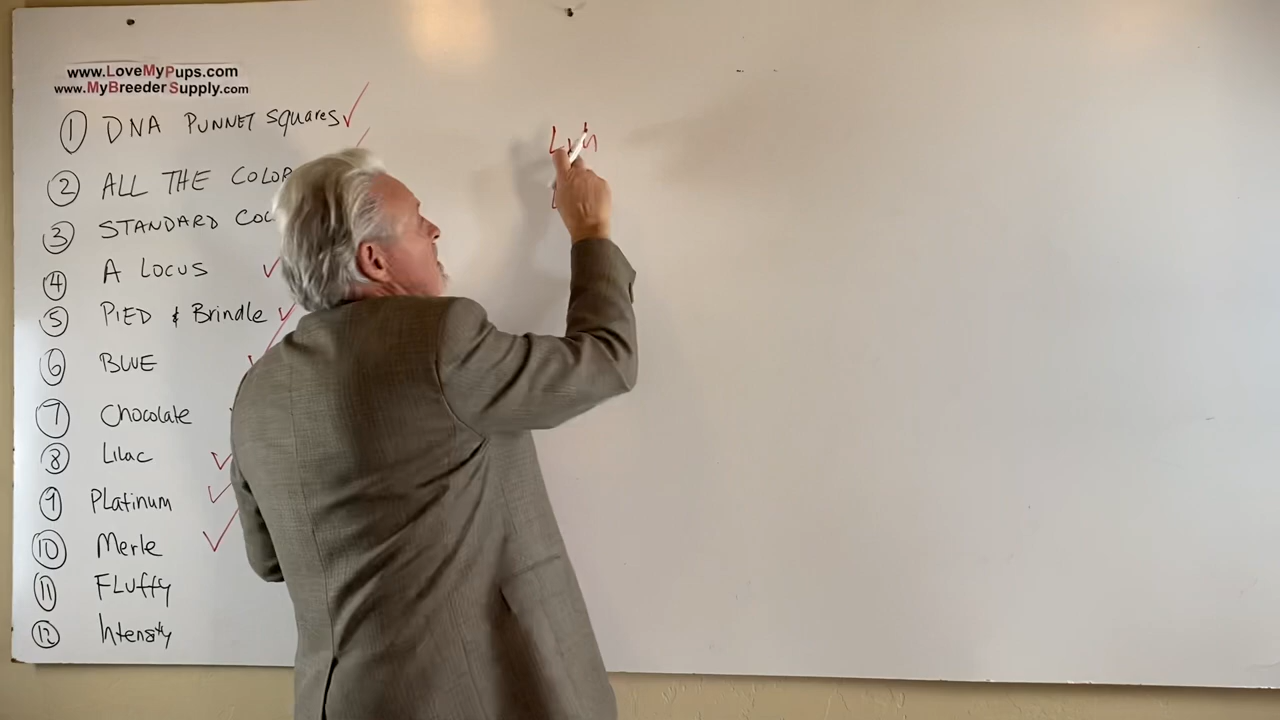 www.LoveMyPups.com
www.MyBreederSupply.com
1 DNA PUNNET Squares
2 ALL THE COLOR
3 STANDARD
4 A LOCUS
5 PIED & Brindle
6 BLUE
7 Chocolate
8 Lilac
9 Platinum
10 Merle
11 FLuffy
12 Intensity